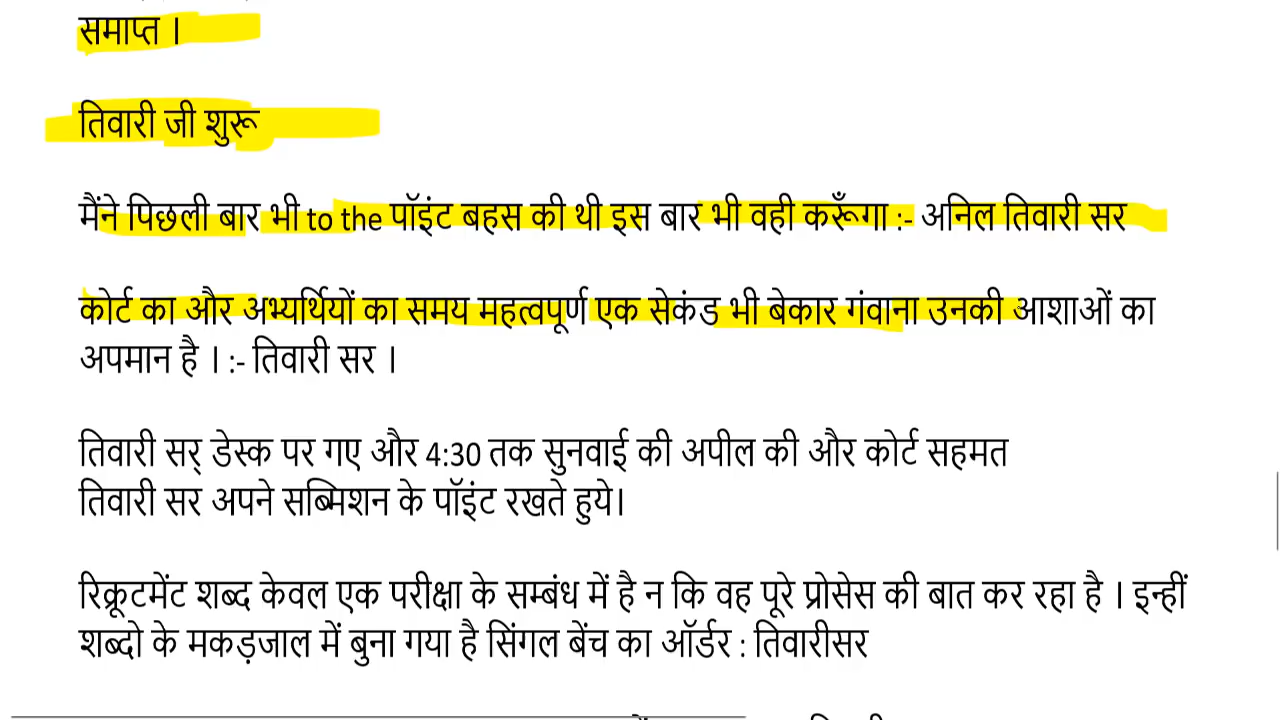 समाप्त ।
तिवारी जी शुरू
मैंने पिछली बार भी to the पॉइंट बहस की थी इस बार भी वही करूँगा :- अनिल तिवारी सर
कोर्ट का और अभ्यर्थियों का समय महत्वपूर्ण एक सेकंड भी बेकार गंवाना उनकी आशाओं का
अपमान है । :- तिवारी सर ।
तिवारी सर् डेस्क पर गए और 4:30 तक सुनवाई की अपील की और कोर्ट सहमत
तिवारी सर अपने सब्मिशन के पॉइंट रखते हुये।
रिक्रूटमेंट शब्द केवल एक परीक्षा के सम्बंध में है न कि वह पूरे प्रोसेस की बात कर रहा है । इन्हीं
शब्दो के मकड़जाल में बुना गया है सिंगल बेंच का ऑर्डर : तिवारीसर